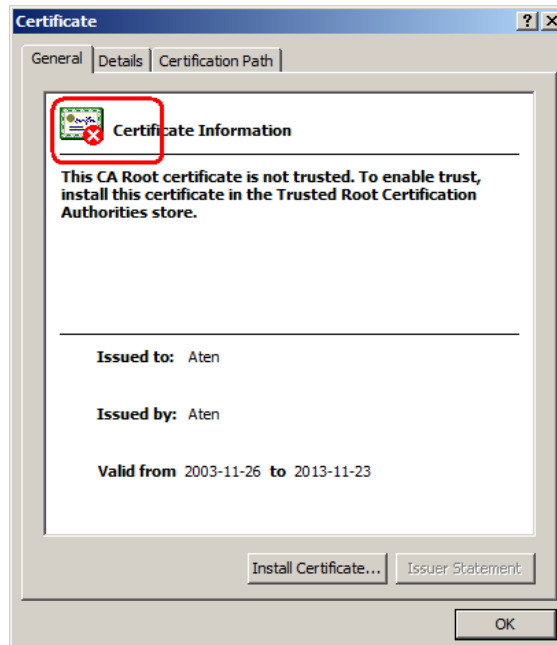 Certificate
General
Details
Certification Path
Certificate Information
This CA Root certificate is not trusted. To enable trust,
install this certificate in the Trusted Root Certification
Authorities store.
Issued to: Aten
Issued by: Aten
Valid from 2003-11-26 to 2013-11-23
Install Certificate...
Issuer Statement
OK